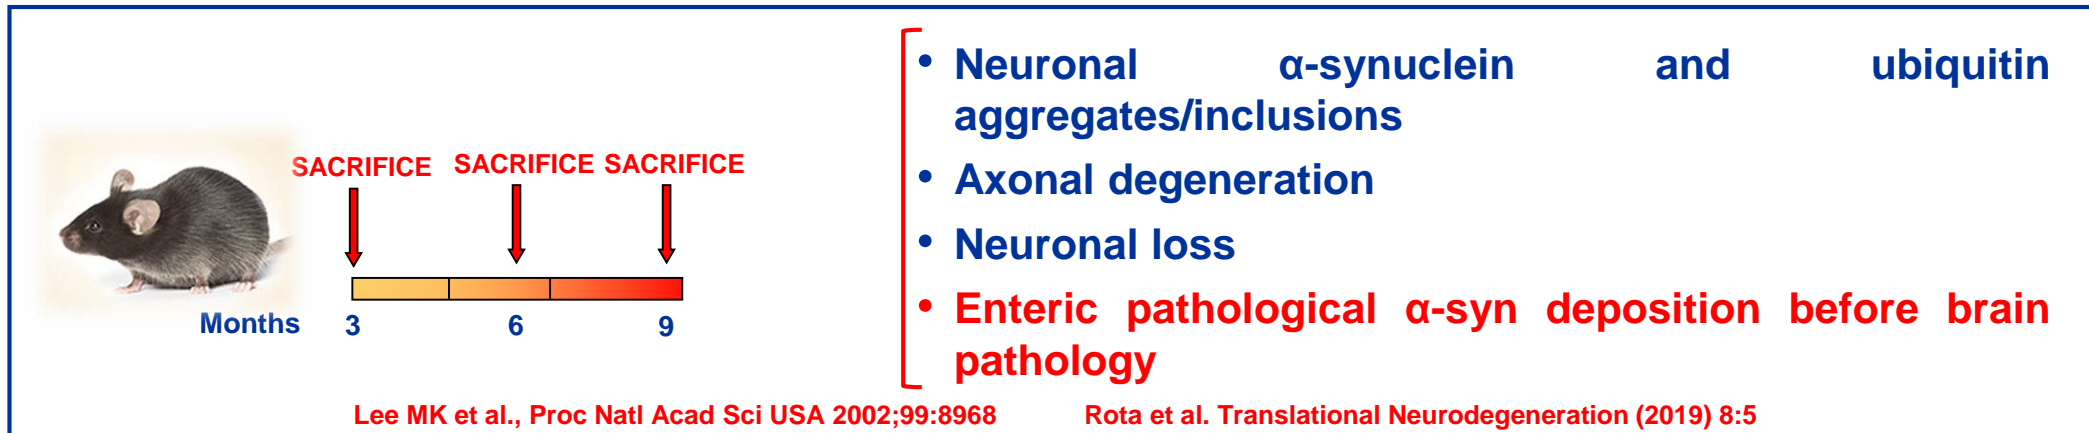 SACRIFICE SACRIFICE SACRIFICE
Months 3 6 9
• Neuronal α-synuclein and ubiquitin
aggregates/inclusions
• Axonal degeneration
• Neuronal loss
• Enteric pathological α-syn deposition before brain
pathology
Lee MK et al., Proc Natl Acad Sci USA 2002;99:8968 Rota et al. Translational Neurodegeneration (2019) 8:5